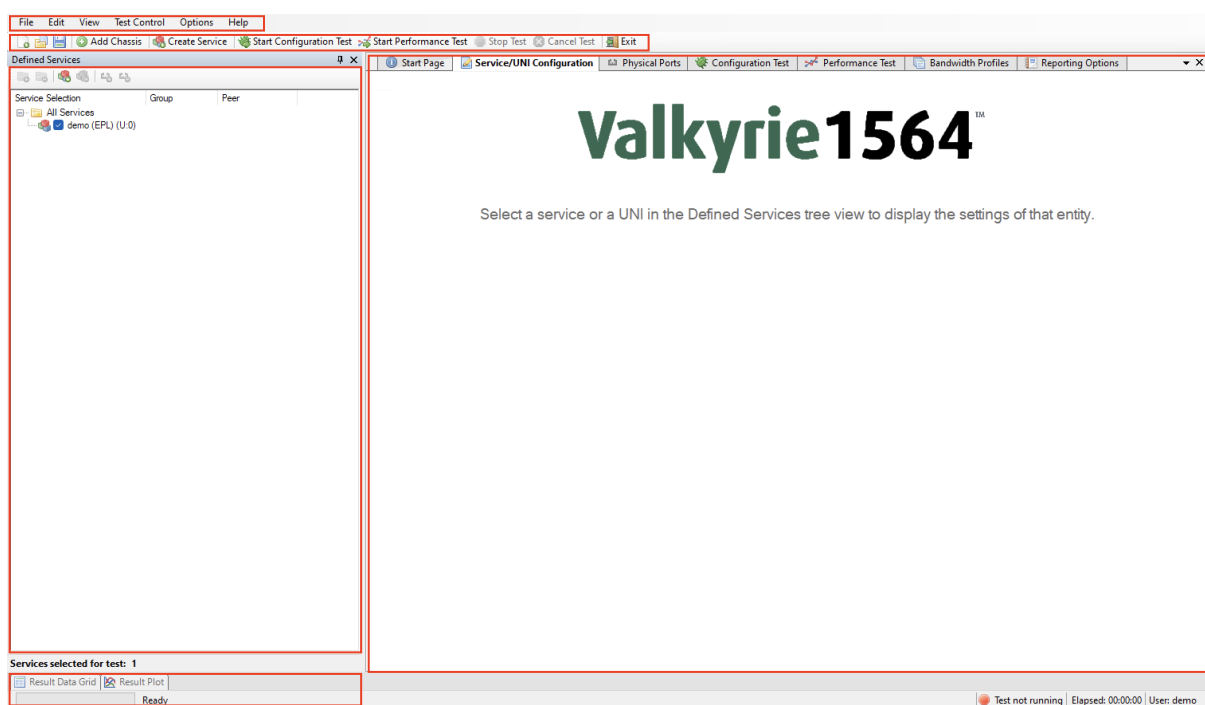 File Edit View Test Control Options Help
Add Chassis Create Service Start Configuration Test Start Performance Test Stop Test Cancel Test Exit
Defined Services
Start Page Service/UNI Configuration Physical Ports Configuration Test Performance Test Bandwidth Profiles Reporting Options
Service Selection Group Peer
All Services
demo (EPL) (U:0)
Valkyrie1564™
Select a service or a UNI in the Defined Services tree view to display the settings of that entity.
Services selected for test: 1
Result Data Grid Result Plot
Ready Test not running Elapsed: 00:00:00 User: demo